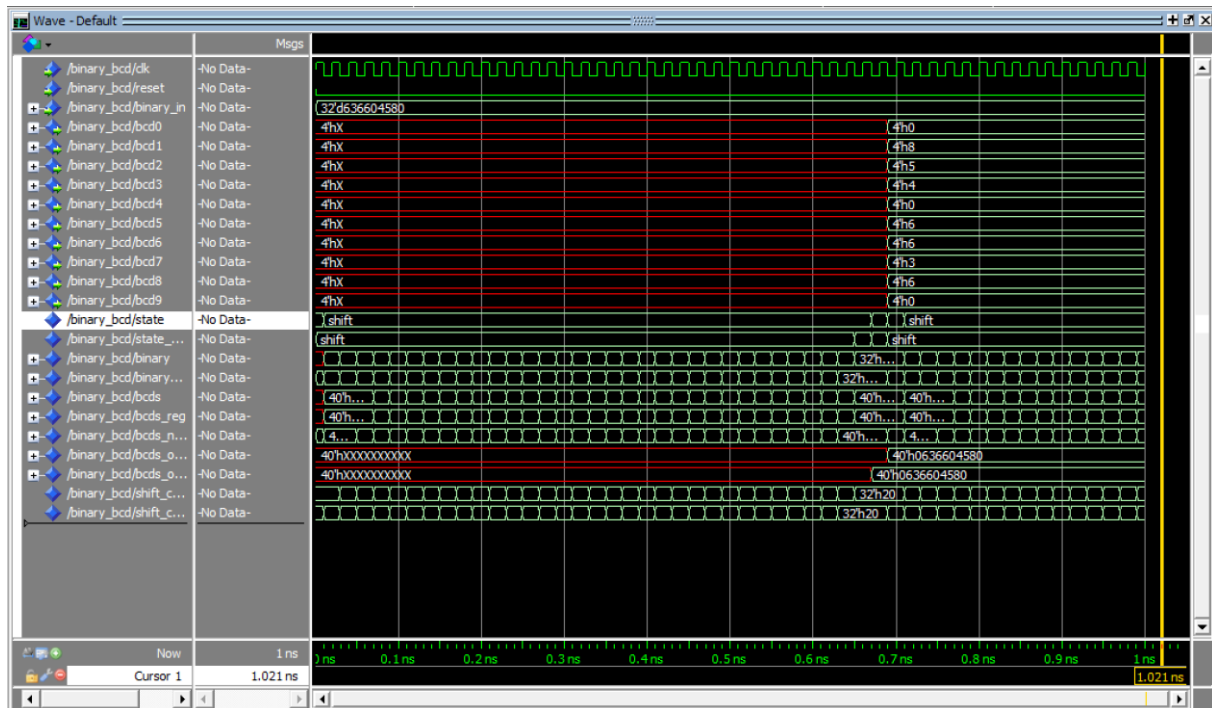 Wave - Default
Msgs
/binary_bcd/clk -No Data-
/binary_bcd/reset -No Data-
/binary_bcd/binary_in -No Data- 32'd636604580
/binary_bcd/bcd0 -No Data- 4'hX 4'h0
/binary_bcd/bcd1 -No Data- 4'hX 4'h8
/binary_bcd/bcd2 -No Data- 4'hX 4'h5
/binary_bcd/bcd3 -No Data- 4'hX 4'h4
/binary_bcd/bcd4 -No Data- 4'hX 4'h0
/binary_bcd/bcd5 -No Data- 4'hX 4'h6
/binary_bcd/bcd6 -No Data- 4'hX 4'h6
/binary_bcd/bcd7 -No Data- 4'hX 4'h3
/binary_bcd/bcd8 -No Data- 4'hX 4'h6
/binary_bcd/bcd9 -No Data- 4'hX 4'h0
/binary_bcd/state -No Data- shift shift
/binary_bcd/state_... -No Data- shift shift
/binary_bcd/binary -No Data- 32'h...
/binary_bcd/binary... -No Data- 32'h...
/binary_bcd/bcds -No Data- 40'h... 40'h... 40'h...
/binary_bcd/bcds_reg -No Data- 40'h... 40'h... 40'h...
/binary_bcd/bcds_n... -No Data- 4... 40'h... 4...
/binary_bcd/bcds_o... -No Data- 40'hXXXXXXXXXX 40'h0636604580
/binary_bcd/bcds_o... -No Data- 40'hXXXXXXXXXX 40'h0636604580
/binary_bcd/shift_c... -No Data- 32'h20
/binary_bcd/shift_c... -No Data- 32'h20
Now 1 ns
ns 0.1 ns 0.2 ns 0.3 ns 0.4 ns 0.5 ns 0.6 ns 0.7 ns 0.8 ns 0.9 ns 1 ns
Cursor 1 1.021 ns 1.021 ns